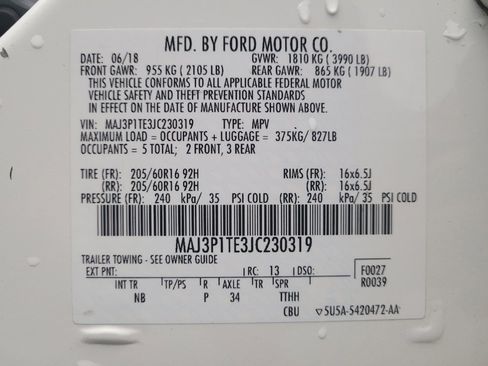 MFD. BY FORD MOTOR CO.
DATE: 06/18 GVWR: 1810 KG ( 3990 LB)
FRONT GAWR: 955 KG ( 2105 LB) REAR GAWR: 865 KG ( 1907 LB)
THIS VEHICLE CONFORMS TO ALL APPLICABLE FEDERAL MOTOR
VEHICLE SAFETY AND THEFT PREVENTION STANDARDS
IN EFFECT ON THE DATE OF MANUFACTURE SHOWN ABOVE.
VIN: MAJ3P1TE3JC230319 TYPE: MPV
MAXIMUM LOAD = OCCUPANTS + LUGGAGE = 375KG/ 827LB
OCCUPANTS = 5 TOTAL; 2 FRONT, 3 REAR
TIRE (FR): 205/60R16 92H RIMS (FR): 16x6.5J
(RR): 205/60R16 92H (RR): 16x6.5J
PRESSURE (FR): 240 kPa/ 35 PSI COLD (RR): 240 kPa/ 35 PSI COLD
MAJ3P1TE3JC230319
TRAILER TOWING - SEE OWNER GUIDE
EXT PNT: RC: 13 DSO: F0027
R0039
INT TR TP/PS R AXLE TR SPR
NB P 34 TTHH
CBU 5U5A-5420472-AA